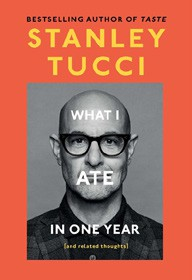 BESTSELLING AUTHOR OF TASTE
STANLEY
TUCCI
WHAT I
ATE
IN ONE YEAR
[and related thoughts]